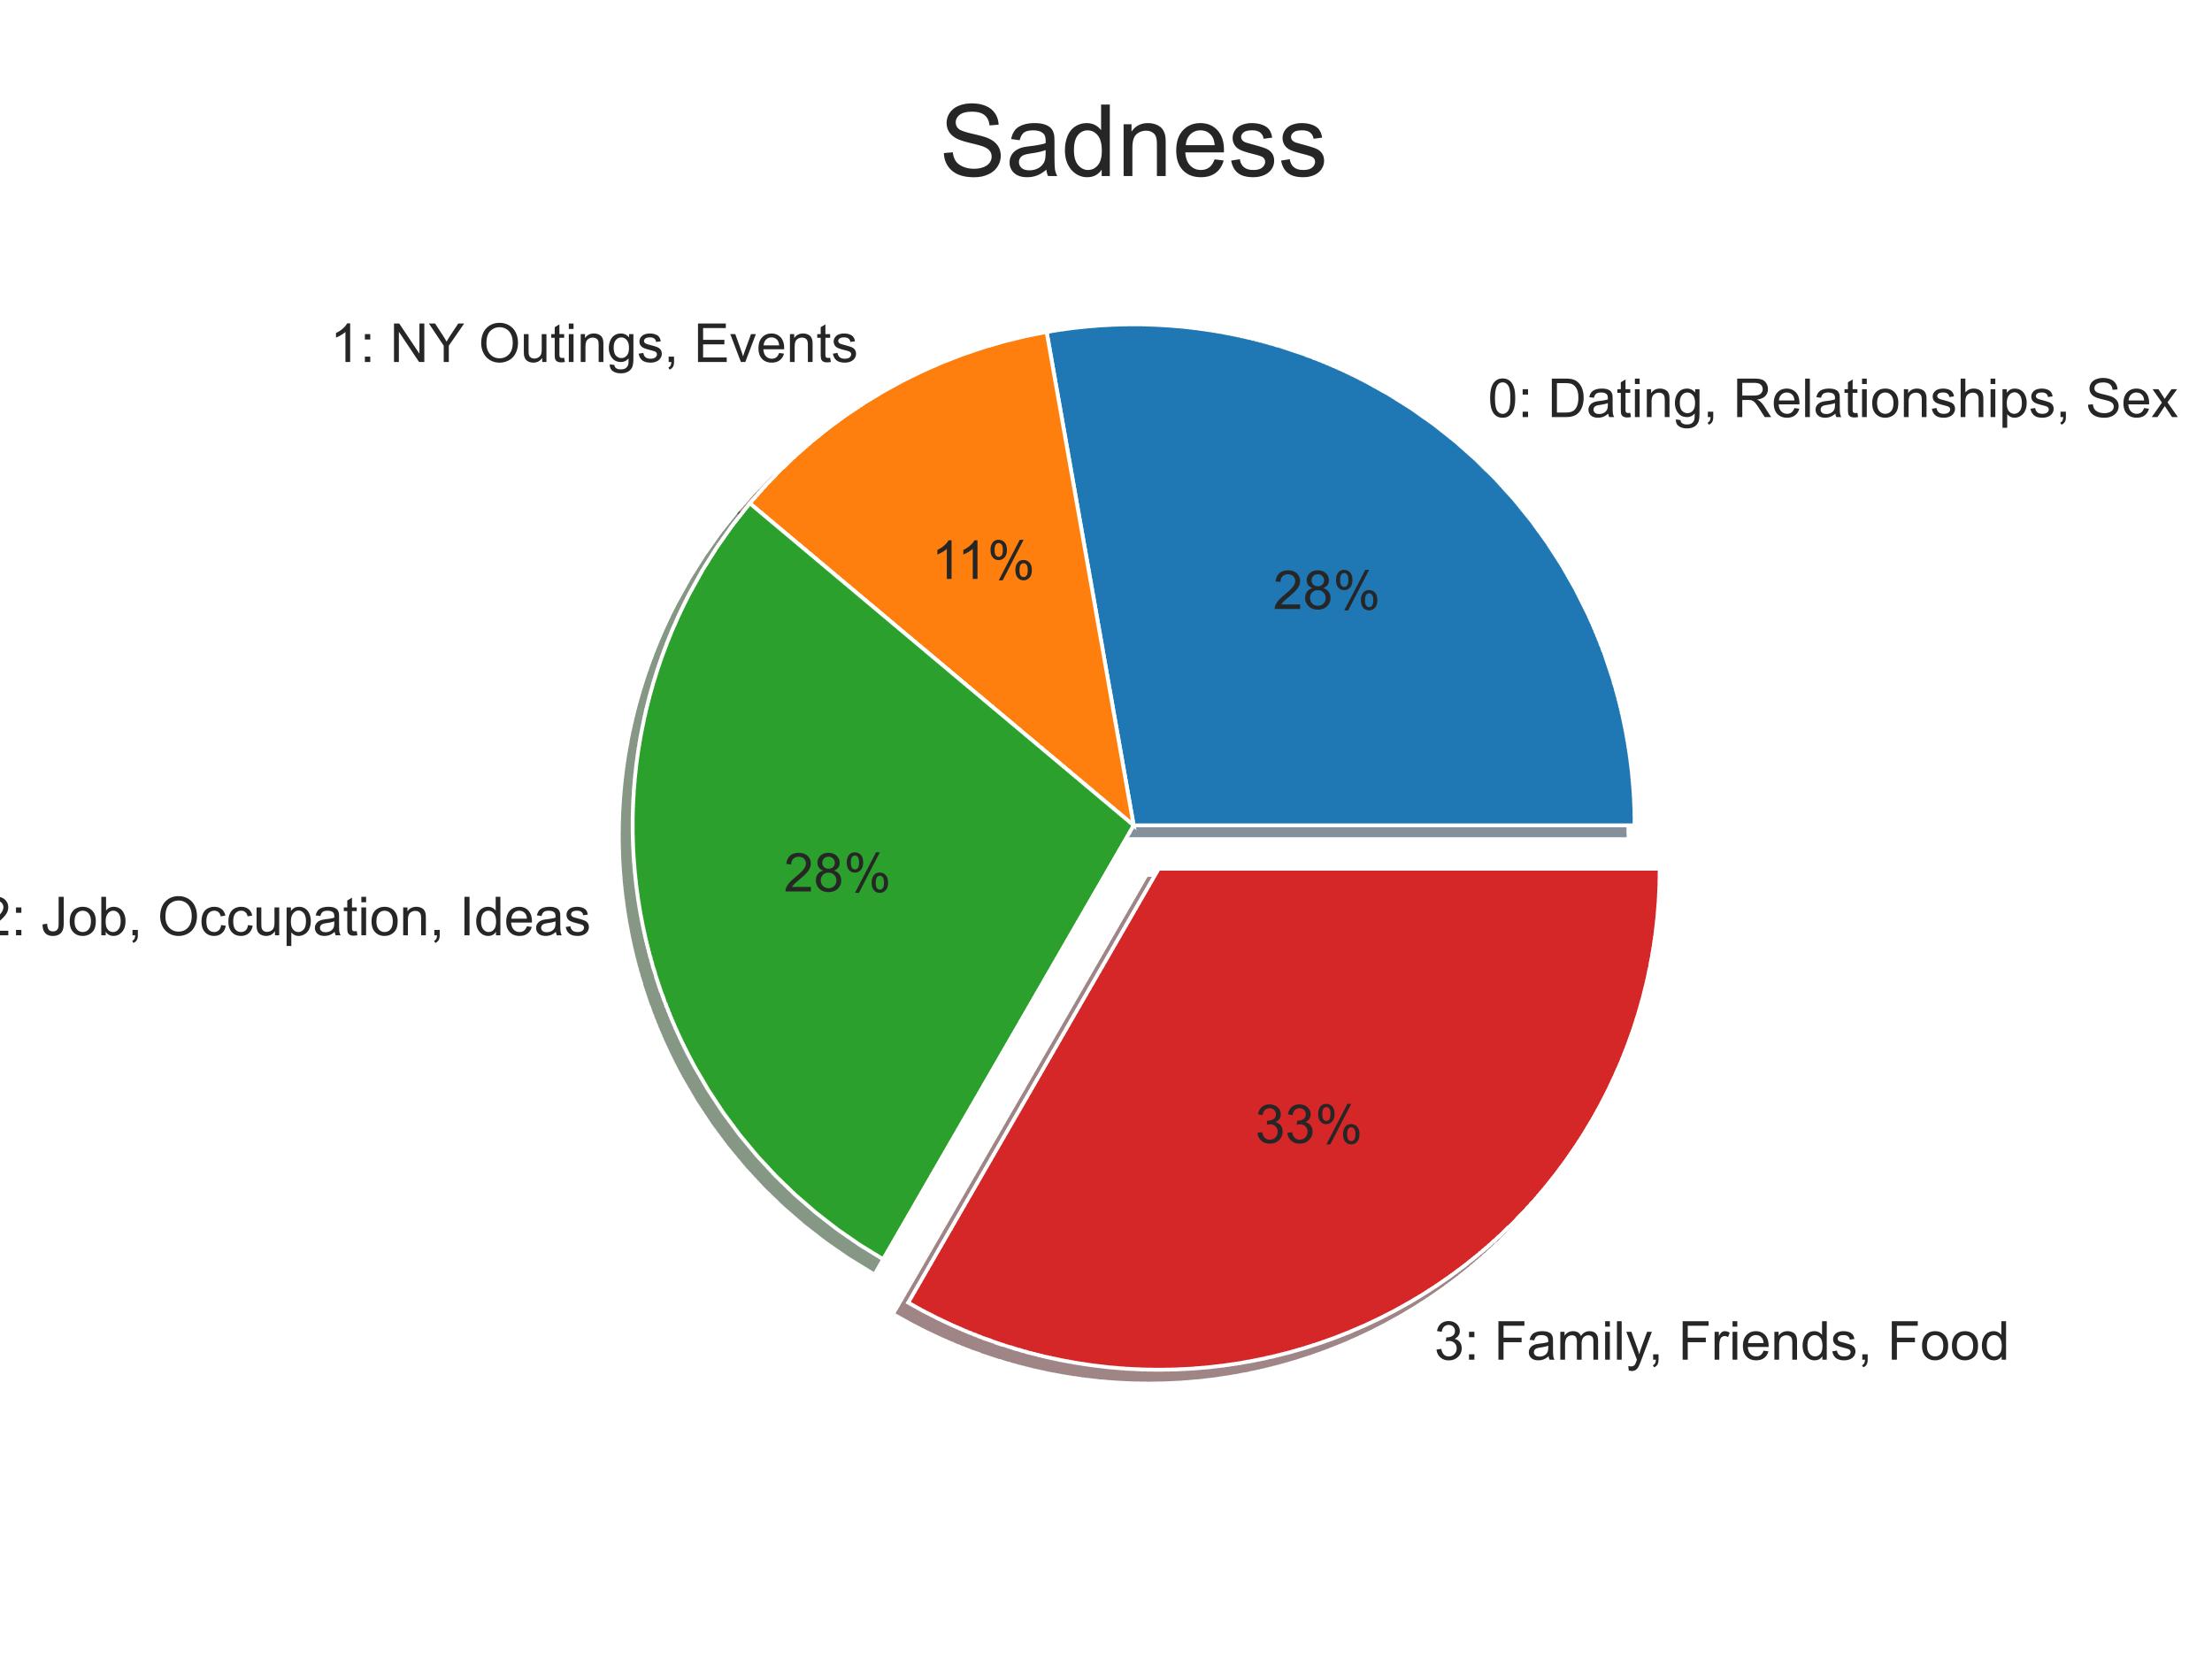 Sadness
1: NY Outings, Events
0: Dating, Relationships, Sex
11%
28%
28%
2: Job, Occupation, Ideas
33%
3: Family, Friends, Food